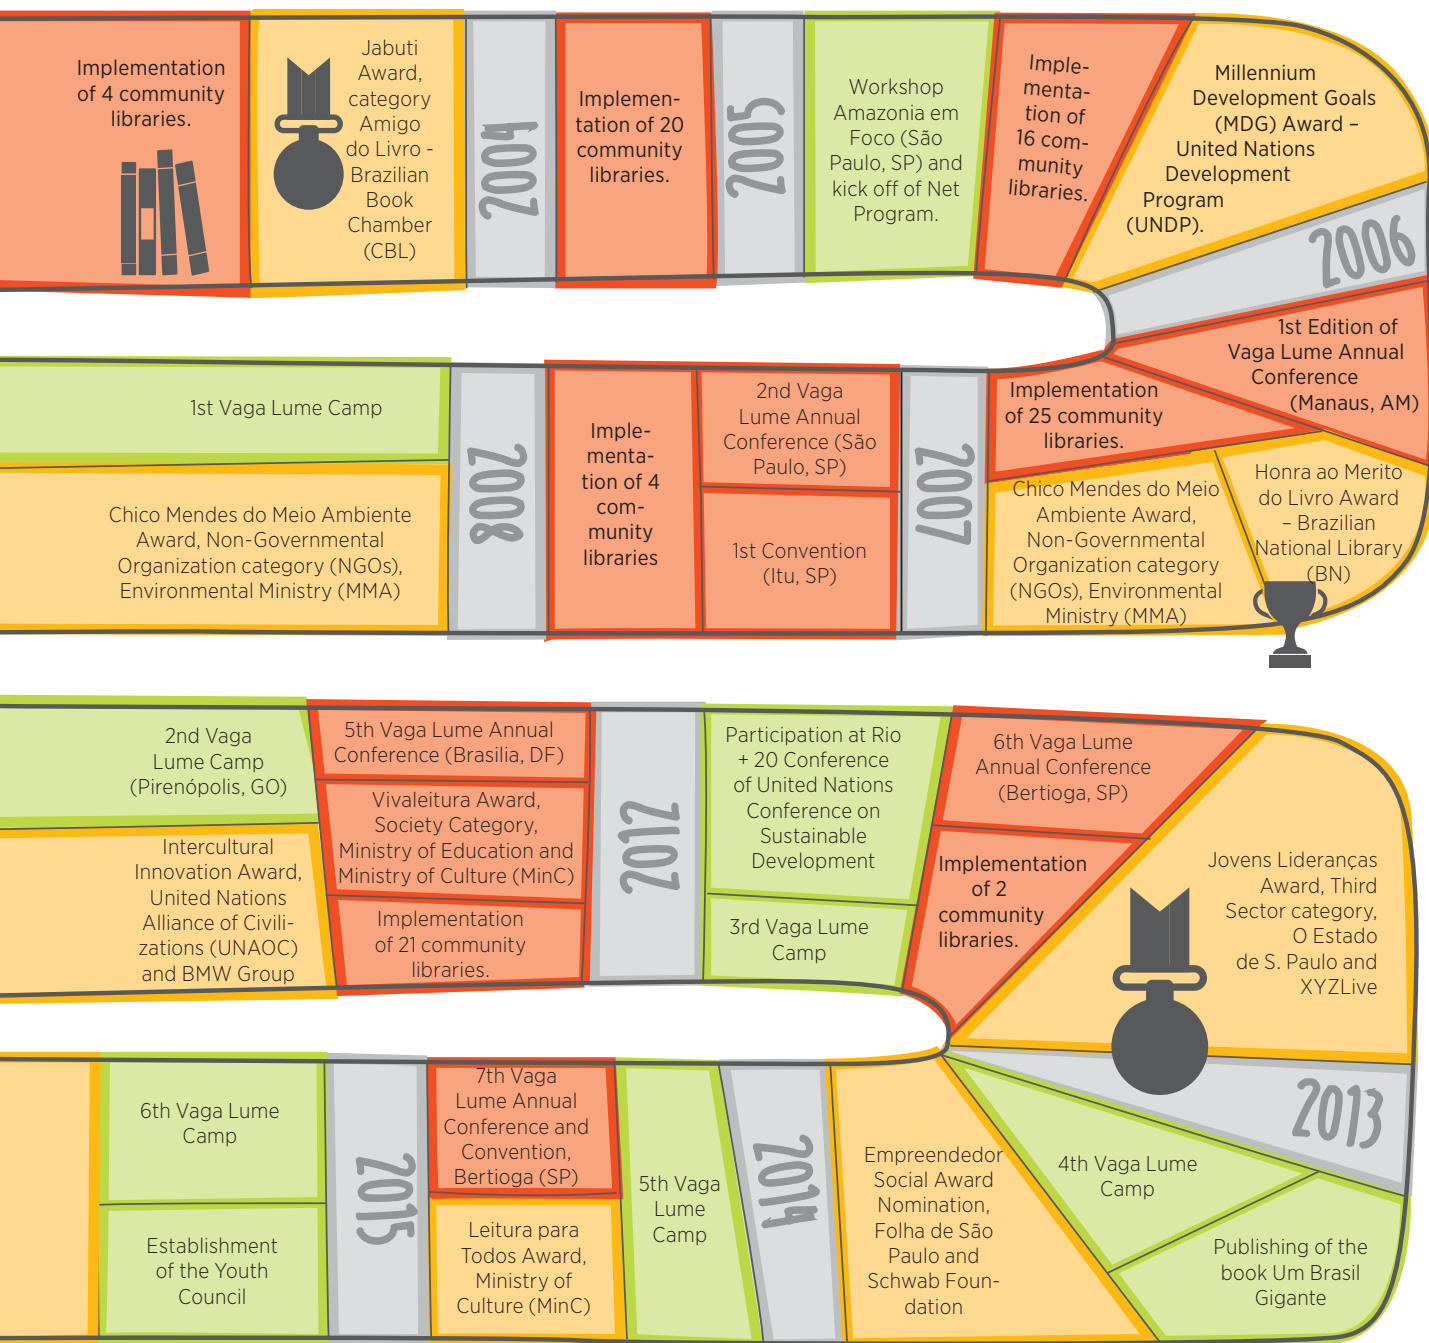 Implementation
of 4 community
libraries.
Jabuti
Award,
category
Amigo
do Livro -
Brazilian
Book
Chamber
(CBL)
2004
Implemen-
tation of 20
community
libraries.
2005
Workshop
Amazonia em
Foco (São
Paulo, SP) and
kick off of Net
Program.
Imple-
menta-
tion of
16 com-
munity
libraries.
Millennium
Development Goals
(MDG) Award –
United Nations
Development
Program
(UNDP).
2006
1st Edition of
Vaga Lume Annual
Conference
(Manaus, AM)
Implementation
of 25 community
libraries.
Honra ao Merito
do Livro Award
– Brazilian
National Library
(BN)
Chico Mendes do Meio
Ambiente Award,
Non-Governmental
Organization category
(NGOs), Environmental
Ministry (MMA)
2007
2nd Vaga
Lume Annual
Conference (São
Paulo, SP)
1st Convention
(Itu, SP)
Imple-
menta-
tion of 4
com-
munity
libraries
2008
1st Vaga Lume Camp
Chico Mendes do Meio Ambiente
Award, Non-Governmental
Organization category (NGOs),
Environmental Ministry (MMA)
2nd Vaga
Lume Camp
(Pirenópolis, GO)
Intercultural
Innovation Award,
United Nations
Alliance of Civili-
zations (UNAOC)
and BMW Group
5th Vaga Lume Annual
Conference (Brasilia, DF)
Vivaleitura Award,
Society Category,
Ministry of Education and
Ministry of Culture (MinC)
Implementation
of 21 community
libraries.
2012
Participation at Rio
+ 20 Conference
of United Nations
Conference on
Sustainable
Development
3rd Vaga Lume
Camp
6th Vaga Lume
Annual Conference
(Bertioga, SP)
Implementation
of 2
community
libraries.
Jovens Lideranças
Award, Third
Sector category,
O Estado
de S. Paulo and
XYZLive
2013
4th Vaga Lume
Camp
Publishing of the
book Um Brasil
Gigante
Empreendedor
Social Award
Nomination,
Folha de São
Paulo and
Schwab Foun-
dation
2014
5th Vaga
Lume
Camp
7th Vaga
Lume Annual
Conference and
Convention,
Bertioga (SP)
Leitura para
Todos Award,
Ministry of
Culture (MinC)
2015
6th Vaga Lume
Camp
Establishment
of the Youth
Council